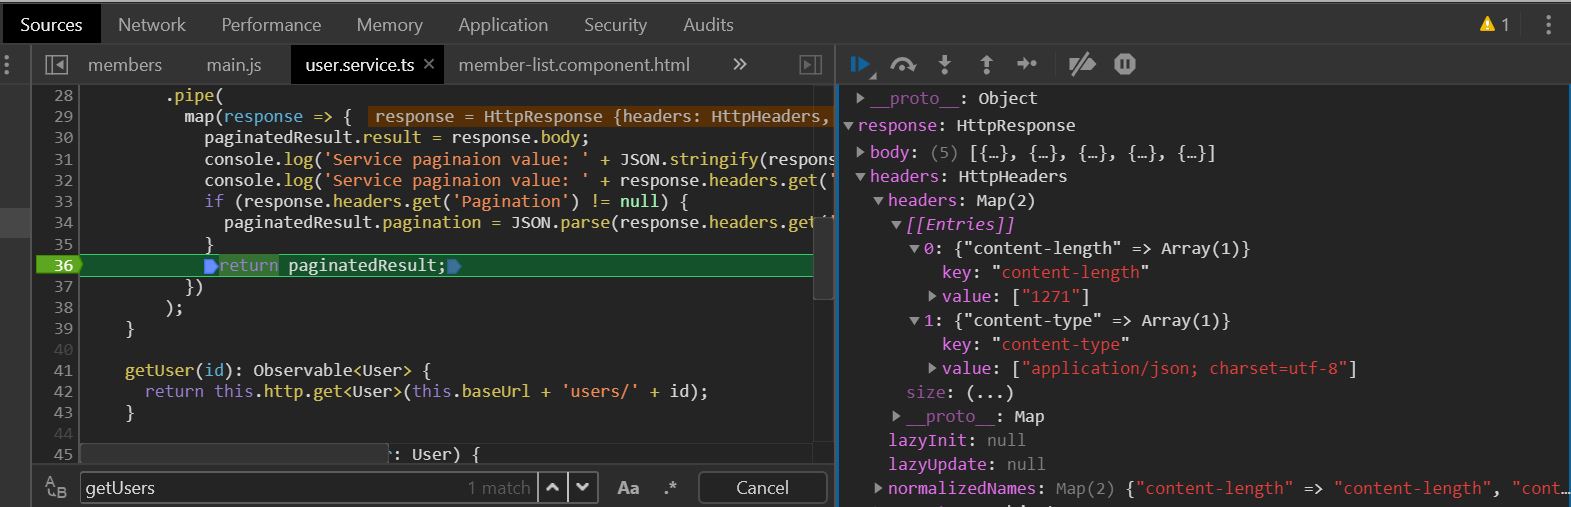 Sources Network Performance Memory Application Security Audits 1
members main.js user.service.ts × member-list.component.html »
28 .pipe(
29 map(response => { response = HttpResponse {headers: HttpHeaders,
30 paginatedResult.result = response.body;
31 console.log('Service paginaion value: ' + JSON.stringify(respons
32 console.log('Service paginaion value: ' + response.headers.get('
33 if (response.headers.get('Pagination') != null) {
34 paginatedResult.pagination = JSON.parse(response.headers.get('
35 }
36 return paginatedResult;
37 })
38 );
39 }
40
41 getUser(id): Observable<User> {
42 return this.http.get<User>(this.baseUrl + 'users/' + id);
43 }
44
45 : User) {
A B getUsers 1 match Aa .* Cancel
__proto__: Object
response: HttpResponse
body: (5) [{…}, {…}, {…}, {…}, {…}]
headers: HttpHeaders
headers: Map(2)
[[Entries]]
0: {"content-length" => Array(1)}
key: "content-length"
value: ["1271"]
1: {"content-type" => Array(1)}
key: "content-type"
value: ["application/json; charset=utf-8"]
size: (...)
__proto__: Map
lazyInit: null
lazyUpdate: null
normalizedNames: Map(2) {"content-length" => "content-length", "cont…